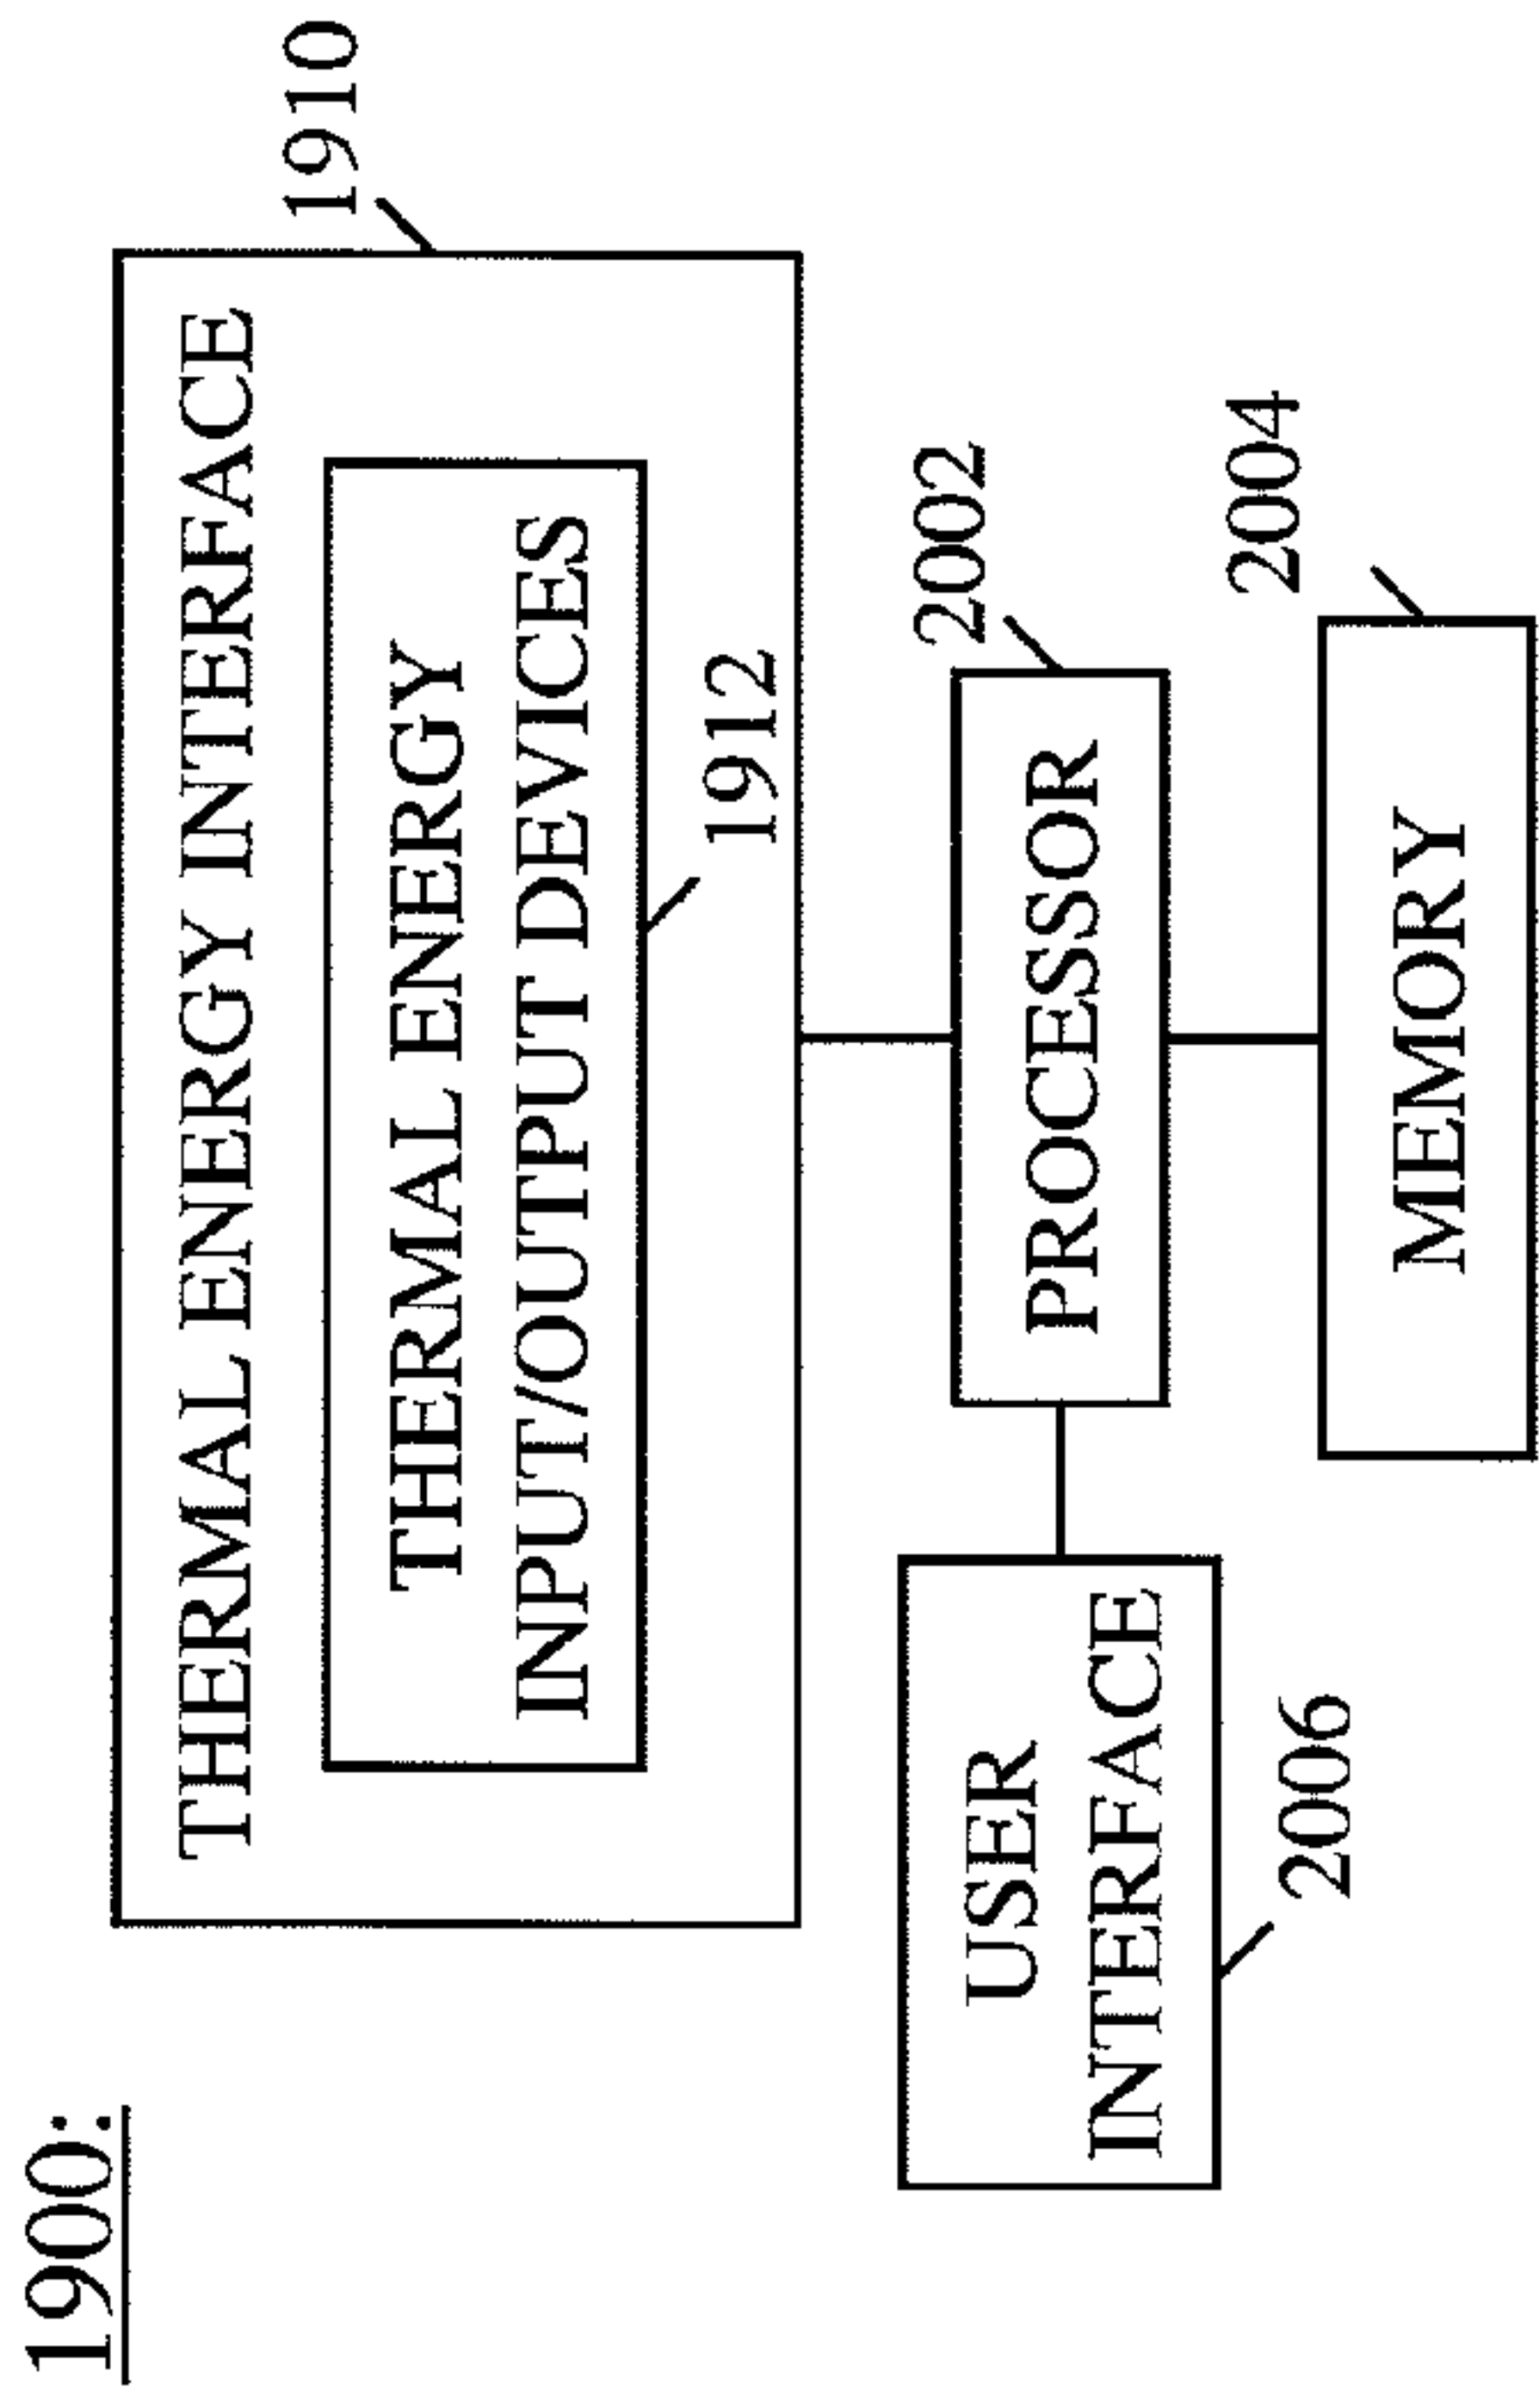 1900:
THERMAL ENERGY INTERFACE
1910
THERMAL ENERGY
INPUT/OUTPUT DEVICES
1912
2002
PROCESSOR
USER
INTERFACE
2006
2004
MEMORY